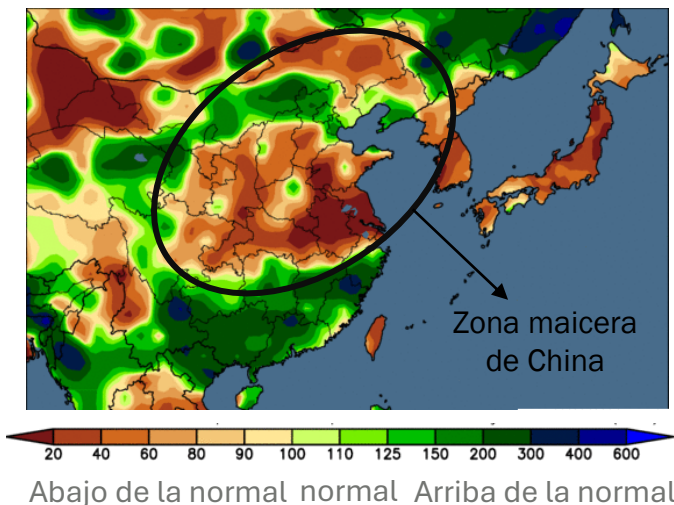 Zona maicera
de China
20 40 60 80 90 100 110 125 150 200 300 400 600
Abajo de la normal normal Arriba de la normal